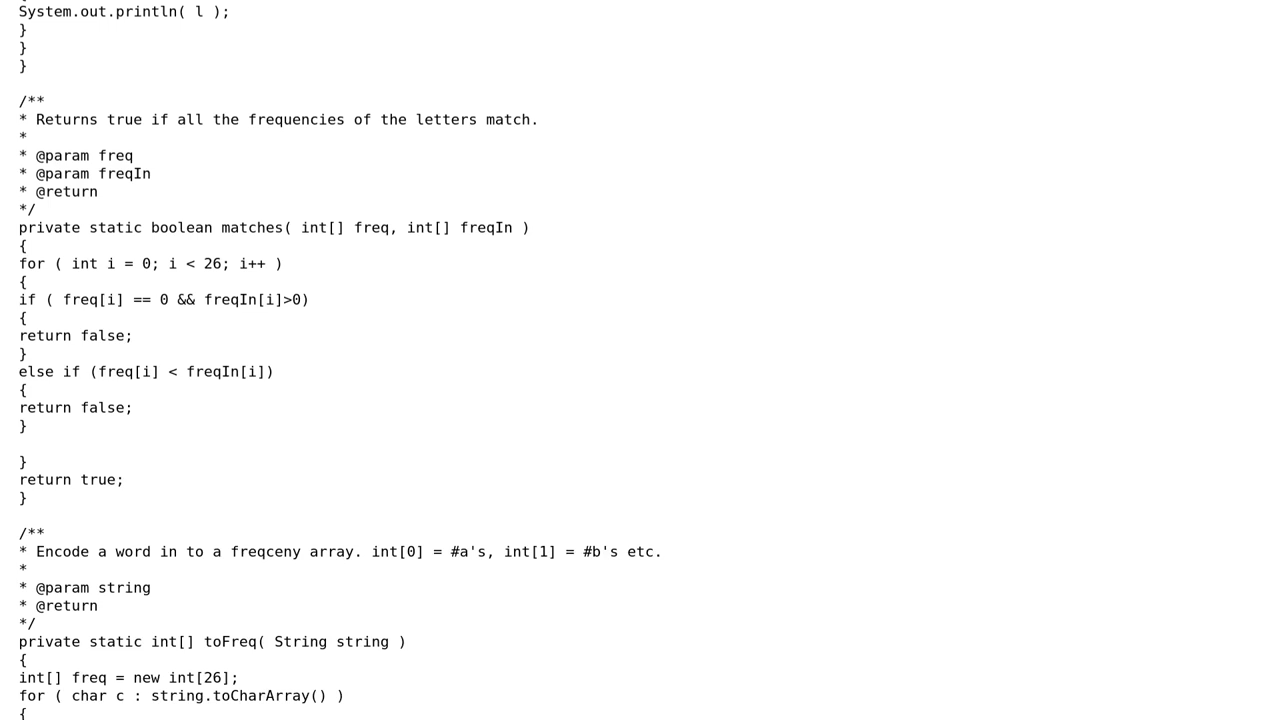 System.out.println( l );
}
}
}
/**
* Returns true if all the frequencies of the letters match.
*
* @param freq
* @param freqIn
* @return
*/
private static boolean matches( int[] freq, int[] freqIn )
{
for ( int i = 0; i < 26; i++ )
{
if ( freq[i] == 0 && freqIn[i]>0)
{
return false;
}
else if (freq[i] < freqIn[i])
{
return false;
}
}
return true;
}
/**
* Encode a word in to a freqceny array. int[0] = #a's, int[1] = #b's etc.
*
* @param string
* @return
*/
private static int[] toFreq( String string )
{
int[] freq = new int[26];
for ( char c : string.toCharArray() )
{